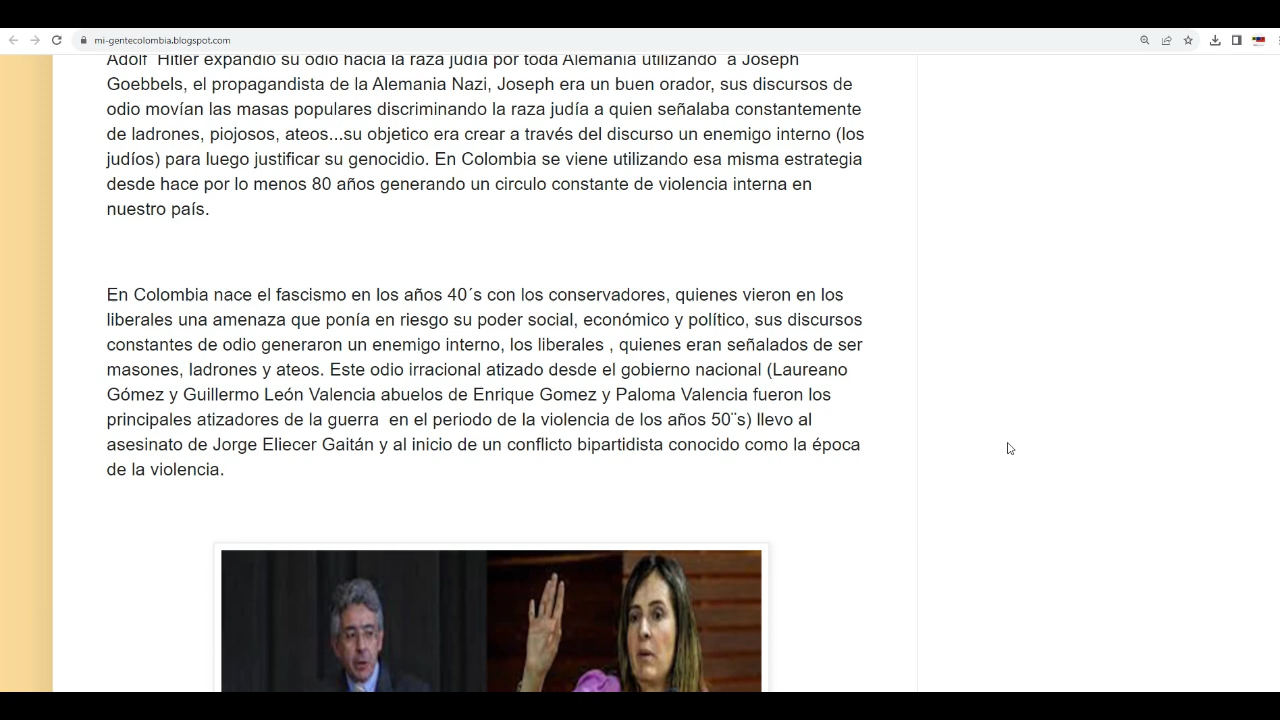 mi-gentecolombia.blogspot.com
Adolf Hitler expandió su odio hacia la raza judía por toda Alemania utilizando a Joseph
Goebbels, el propagandista de la Alemania Nazi, Joseph era un buen orador, sus discursos de
odio movían las masas populares discriminando la raza judía a quien señalaba constantemente
de ladrones, piojosos, ateos...su objetico era crear a través del discurso un enemigo interno (los
judíos) para luego justificar su genocidio. En Colombia se viene utilizando esa misma estrategia
desde hace por lo menos 80 años generando un circulo constante de violencia interna en
nuestro país.
En Colombia nace el fascismo en los años 40´s con los conservadores, quienes vieron en los
liberales una amenaza que ponía en riesgo su poder social, económico y político, sus discursos
constantes de odio generaron un enemigo interno, los liberales , quienes eran señalados de ser
masones, ladrones y ateos. Este odio irracional atizado desde el gobierno nacional (Laureano
Gómez y Guillermo León Valencia abuelos de Enrique Gomez y Paloma Valencia fueron los
principales atizadores de la guerra  en el periodo de la violencia de los años 50¨s) llevo al
asesinato de Jorge Eliecer Gaitán y al inicio de un conflicto bipartidista conocido como la época
de la violencia.